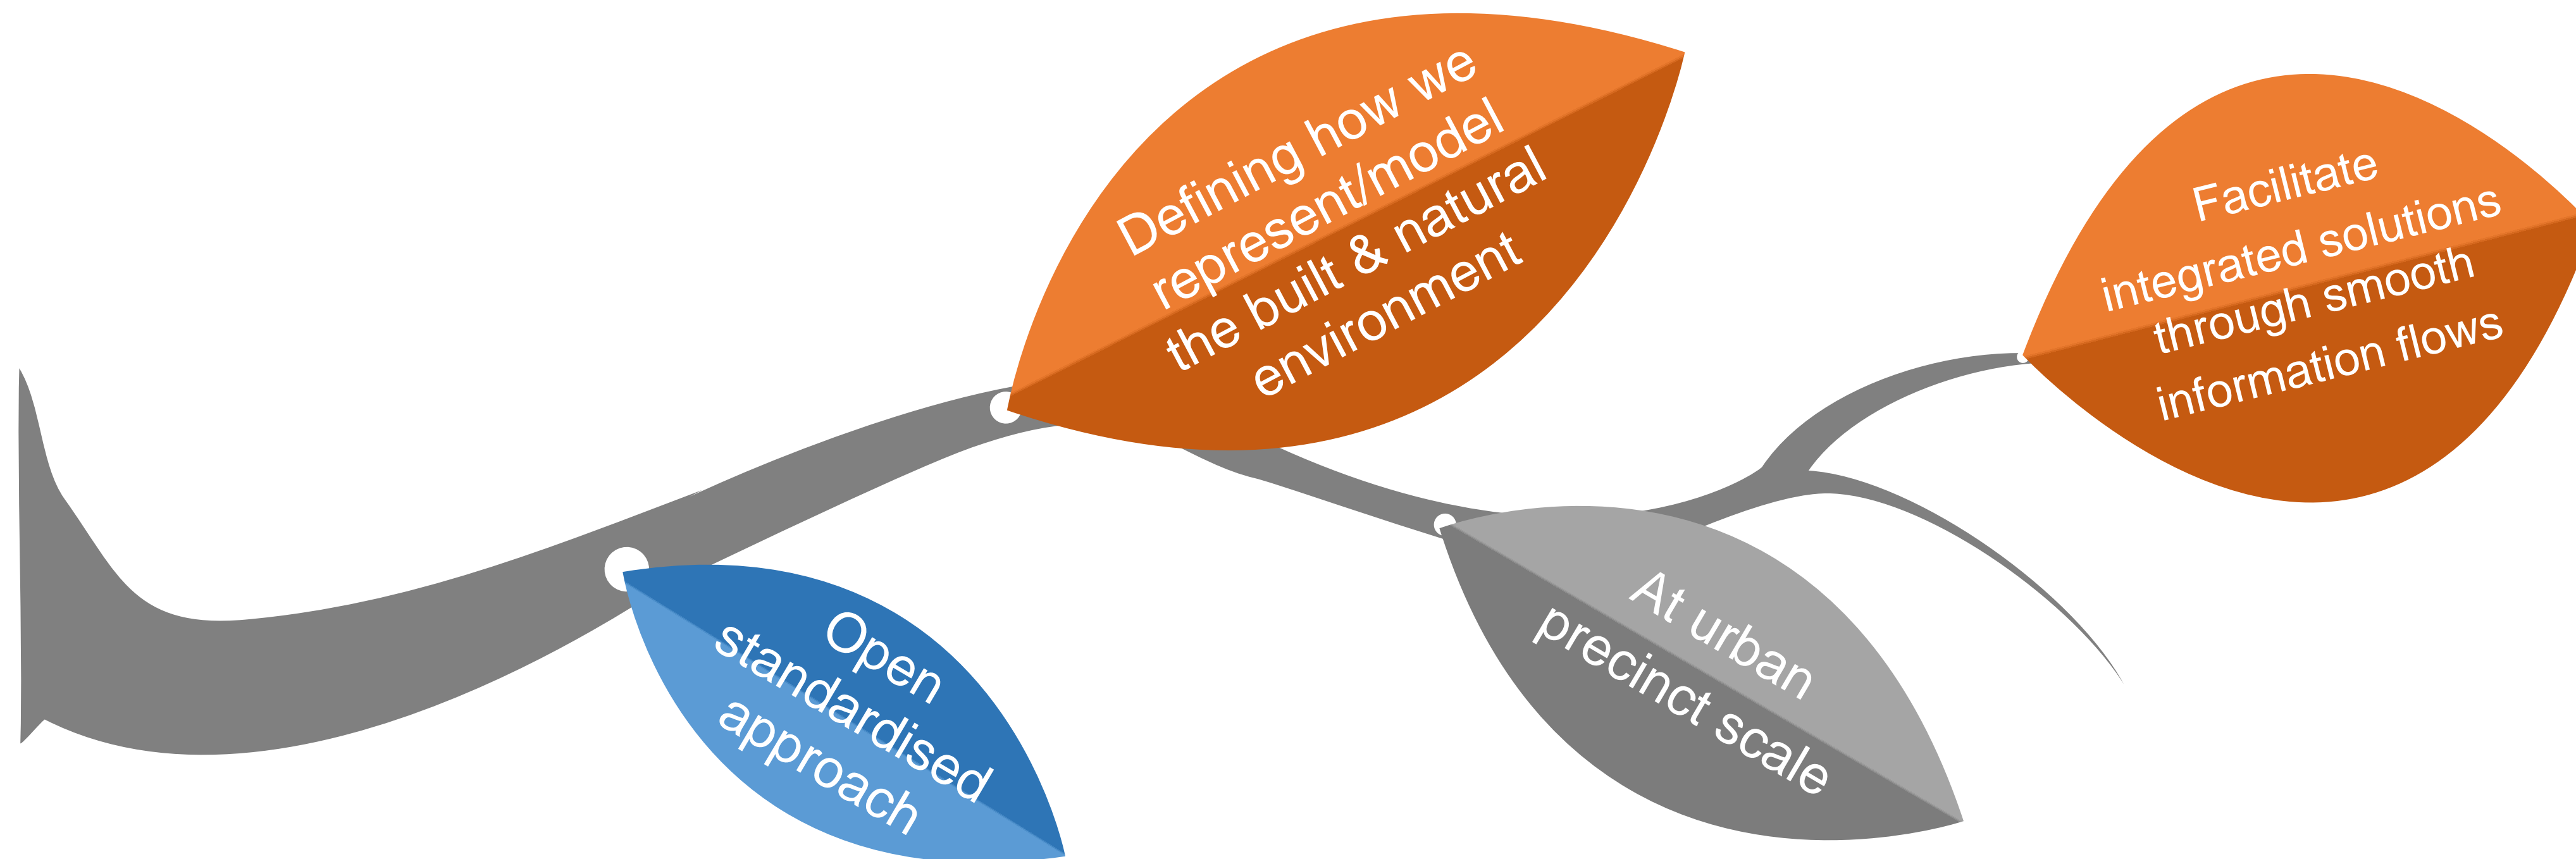 Open
standardised
approach
Defining how we
represent/model
the built & natural
environment
At urban
precinct scale
Facilitate
integrated solutions
through smooth
information flows